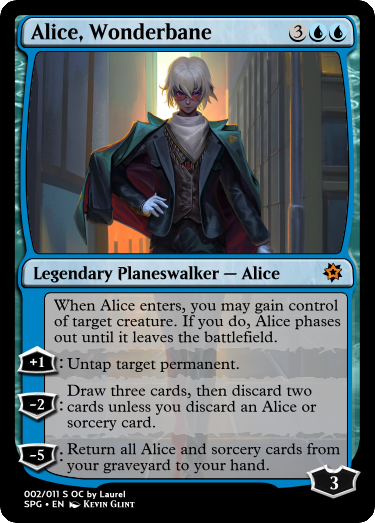 Alice, Wonderbane 3
Legendary Planeswalker — Alice
When Alice enters, you may gain control
of target creature. If you do, Alice phases
out until it leaves the battlefield.
+1: Untap target permanent.
Draw three cards, then discard two
-2: cards unless you discard an Alice or
sorcery card.
-5: Return all Alice and sorcery cards from
your graveyard to your hand.
3
002/011 S OC by Laurel
SPG • EN Kevin Glint